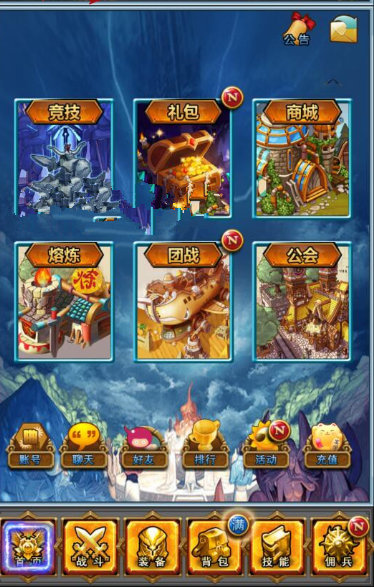 公告
竞技 礼包 N 商城
熔炼 团战 N 公会
账号 聊天 好友 排行 活动 N 充值
首页 战斗 装备 背包 满 技能 佣兵 N